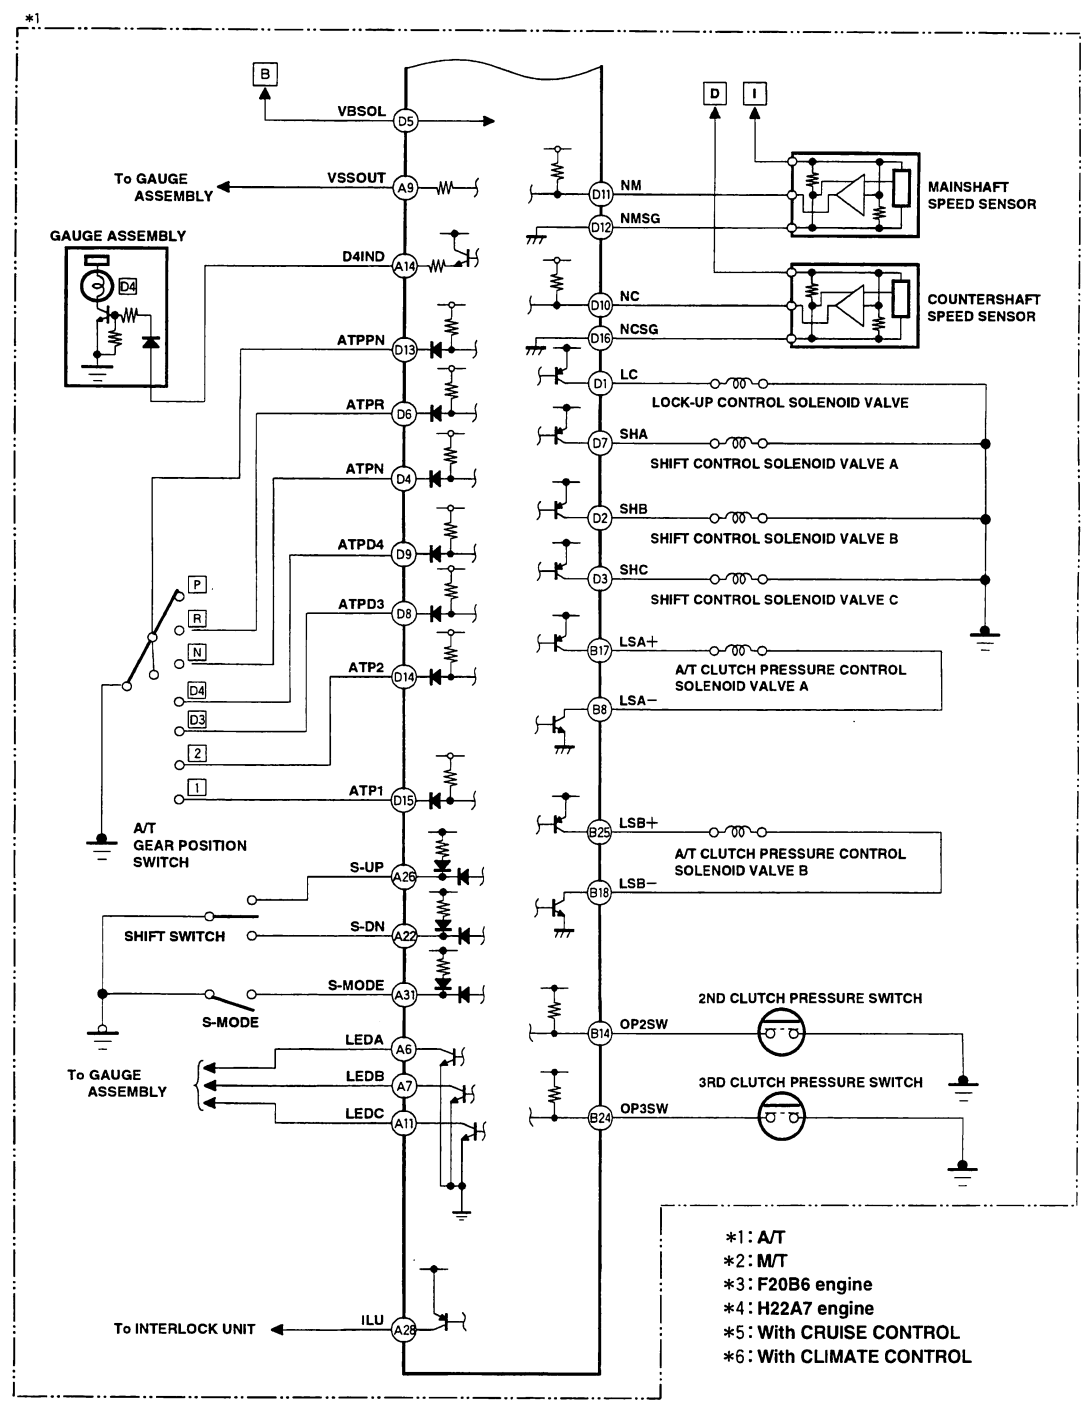 *1
B
VBSOL
D5
To GAUGE
ASSEMBLY
VSSOUT
A9
GAUGE ASSEMBLY
D4
D4IND
A14
ATPPN
D13
ATPR
D6
ATPN
D4
ATPD4
D9
ATPD3
D8
ATP2
D14
P
R
N
D4
D3
2
1
ATP1
D15
A/T
GEAR POSITION
SWITCH
S-UP
A26
SHIFT SWITCH
S-DN
A22
S-MODE
A31
S-MODE
LEDA
A6
To GAUGE
ASSEMBLY
LEDB
A7
LEDC
A11
To INTERLOCK UNIT
ILU
A28
D
I
D11
NM
MAINSHAFT
SPEED SENSOR
D12
NMSG
D10
NC
COUNTERSHAFT
SPEED SENSOR
D16
NCSG
D1
LC
LOCK-UP CONTROL SOLENOID VALVE
D7
SHA
SHIFT CONTROL SOLENOID VALVE A
D2
SHB
SHIFT CONTROL SOLENOID VALVE B
D3
SHC
SHIFT CONTROL SOLENOID VALVE C
B17
LSA+
A/T CLUTCH PRESSURE CONTROL
SOLENOID VALVE A
B8
LSA−
B25
LSB+
A/T CLUTCH PRESSURE CONTROL
SOLENOID VALVE B
B18
LSB−
2ND CLUTCH PRESSURE SWITCH
B14
OP2SW
3RD CLUTCH PRESSURE SWITCH
B24
OP3SW
*1: A/T
*2: M/T
*3: F20B6 engine
*4: H22A7 engine
*5: With CRUISE CONTROL
*6: With CLIMATE CONTROL